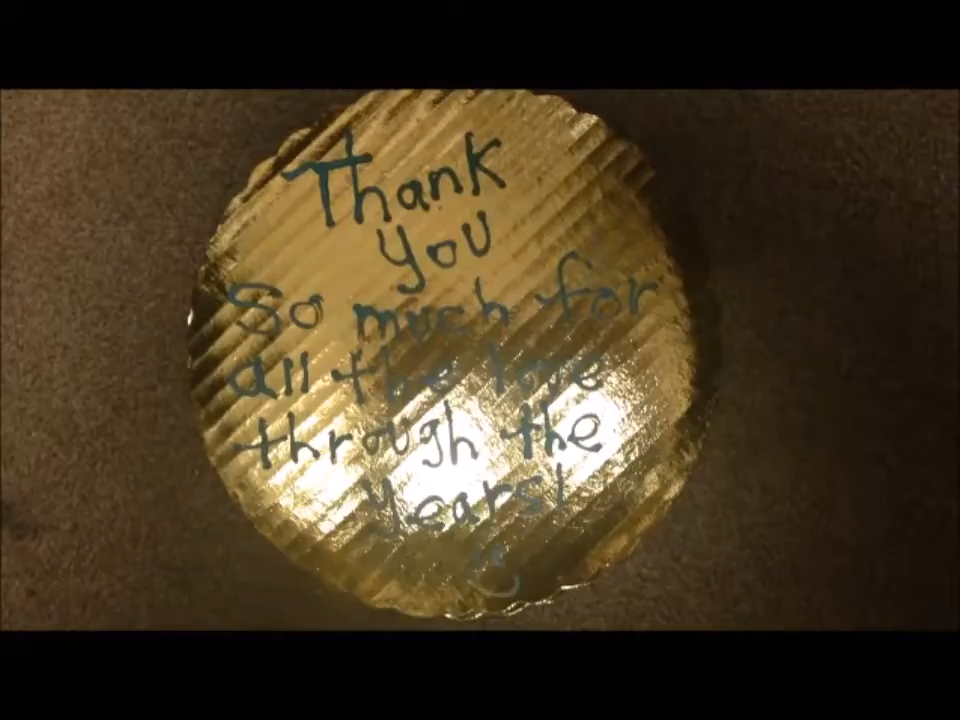 Thank
you
So much for
all the love
through the
years!